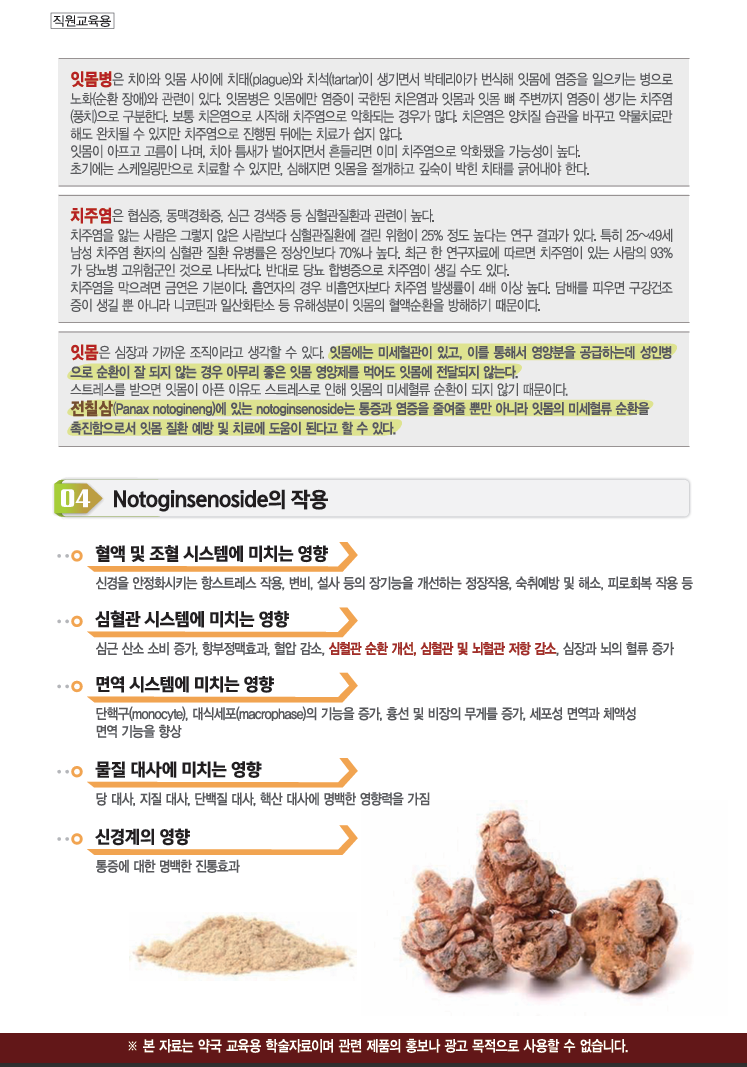 직원교육용
잇몸병은 치아와 잇몸 사이에 치태(plague)와 치석(tartar)이 생기면서 박테리아가 번식해 잇몸에 염증을 일으키는 병으로
노화(순환 장애)와 관련이 있다. 잇몸병은 잇몸에만 염증이 국한된 치은염과 잇몸과 잇몸 뼈 주변까지 염증이 생기는 치주염
(풍치)으로 구분한다. 보통 치은염으로 시작해 치주염으로 악화되는 경우가 많다. 치은염은 양치질 습관을 바꾸고 약물치료만
해도 완치될 수 있지만 치주염으로 진행된 뒤에는 치료가 쉽지 않다.
잇몸이 아프고 고름이 나며, 치아 틈새가 벌어지면서 흔들리면 이미 치주염으로 악화됐을 가능성이 높다.
초기에는 스케일링만으로 치료할 수 있지만, 심해지면 잇몸을 절개하고 깊숙이 박힌 치태를 긁어내야 한다.
치주염은 협심증, 동맥경화증, 심근 경색증 등 심혈관질환과 관련이 높다.
치주염을 앓는 사람은 그렇지 않은 사람보다 심혈관질환에 걸린 위험이 25% 정도 높다는 연구 결과가 있다. 특히 25~49세
남성 치주염 환자의 심혈관 질환 유병률은 정상인보다 70%나 높다. 최근 한 연구자료에 따르면 치주염이 있는 사람의 93%
가 당뇨병 고위험군인 것으로 나타났다. 반대로 당뇨 합병증으로 치주염이 생길 수도 있다.
치주염을 막으려면 금연은 기본이다. 흡연자의 경우 비흡연자보다 치주염 발생률이 4배 이상 높다. 담배를 피우면 구강건조
증이 생길 뿐 아니라 니코틴과 일산화탄소 등 유해성분이 잇몸의 혈액순환을 방해하기 때문이다.
잇몸은 심장과 가까운 조직이라고 생각할 수 있다. 잇몸에는 미세혈관이 있고, 이를 통해서 영양분을 공급하는데 성인병
으로 순환이 잘 되지 않는 경우 아무리 좋은 잇몸 영양제를 먹어도 잇몸에 전달되지 않는다.
스트레스를 받으면 잇몸이 아픈 이유도 스트레스로 인해 잇몸의 미세혈류 순환이 되지 않기 때문이다.
전칠삼(Panax notogineng)에 있는 notoginsenoside는 통증과 염증을 줄여줄 뿐만 아니라 잇몸의 미세혈류 순환을
촉진함으로서 잇몸 질환 예방 및 치료에 도움이 된다고 할 수 있다.
04 Notoginsenoside의 작용
혈액 및 조혈 시스템에 미치는 영향
신경을 안정화시키는 항스트레스 작용, 변비, 설사 등의 장기능을 개선하는 정장작용, 숙취예방 및 해소, 피로회복 작용 등
심혈관 시스템에 미치는 영향
심근 산소 소비 증가, 항부정맥효과, 혈압 감소, 심혈관 순환 개선, 심혈관 및 뇌혈관 저항 감소, 심장과 뇌의 혈류 증가
면역 시스템에 미치는 영향
단핵구(monocyte), 대식세포(macrophase)의 기능을 증가, 흉선 및 비장의 무게를 증가, 세포성 면역과 체액성
면역 기능을 향상
물질 대사에 미치는 영향
당 대사, 지질 대사, 단백질 대사, 핵산 대사에 명백한 영향력을 가짐
신경계의 영향
통증에 대한 명백한 진통효과
※ 본 자료는 약국 교육용 학술자료이며 관련 제품의 홍보나 광고 목적으로 사용할 수 없습니다.